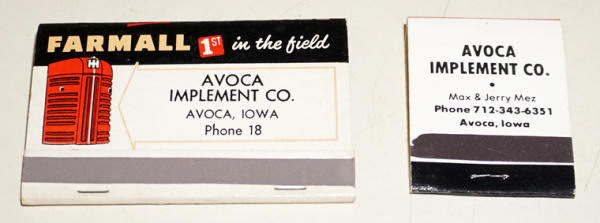 FARMALL 1ST in the field
AVOCA
IMPLEMENT CO.
AVOCA, IOWA
Phone 18
AVOCA
IMPLEMENT CO.
•
Max & Jerry Mez
Phone 712-343-6351
Avoca, Iowa